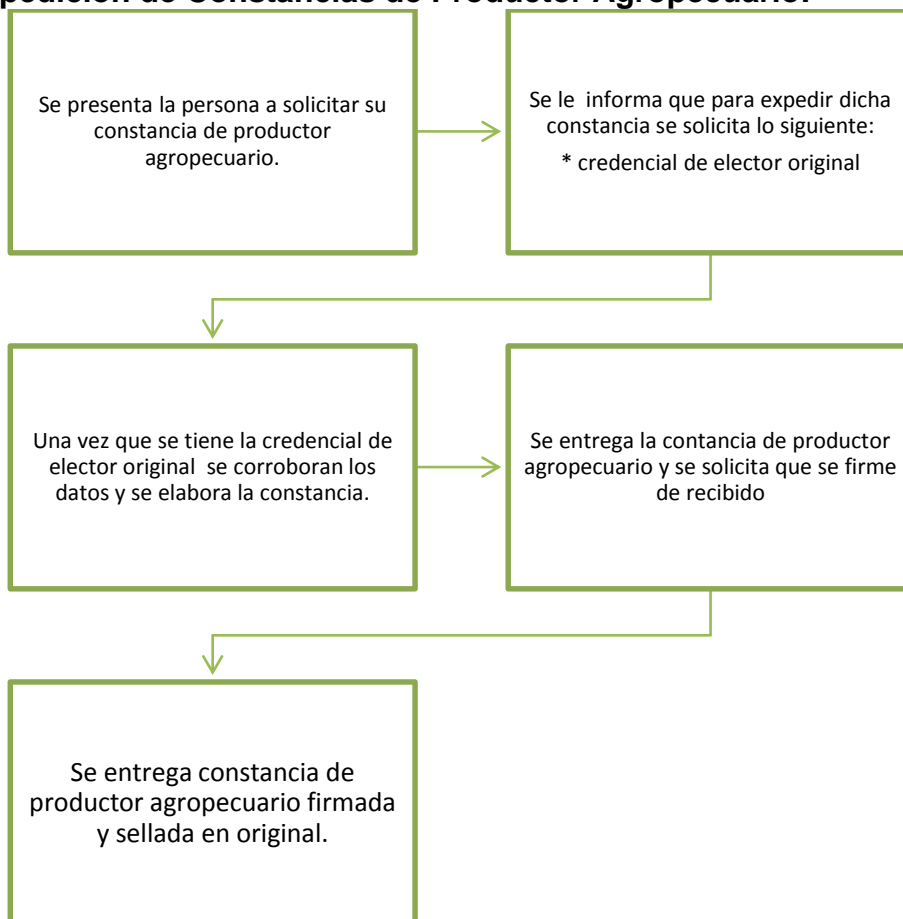 pedición de Constancias de Productor Agropecuario.
Se presenta la persona a solicitar su
constancia de productor
agropecuario.
Se le informa que para expedir dicha
constancia se solicita lo siguiente:
* credencial de elector original
Una vez que se tiene la credencial de
elector original se corroboran los
datos y se elabora la constancia.
Se entrega la contancia de productor
agropecuario y se solicita que se firme
de recibido
Se entrega constancia de
productor agropecuario firmada
y sellada en original.